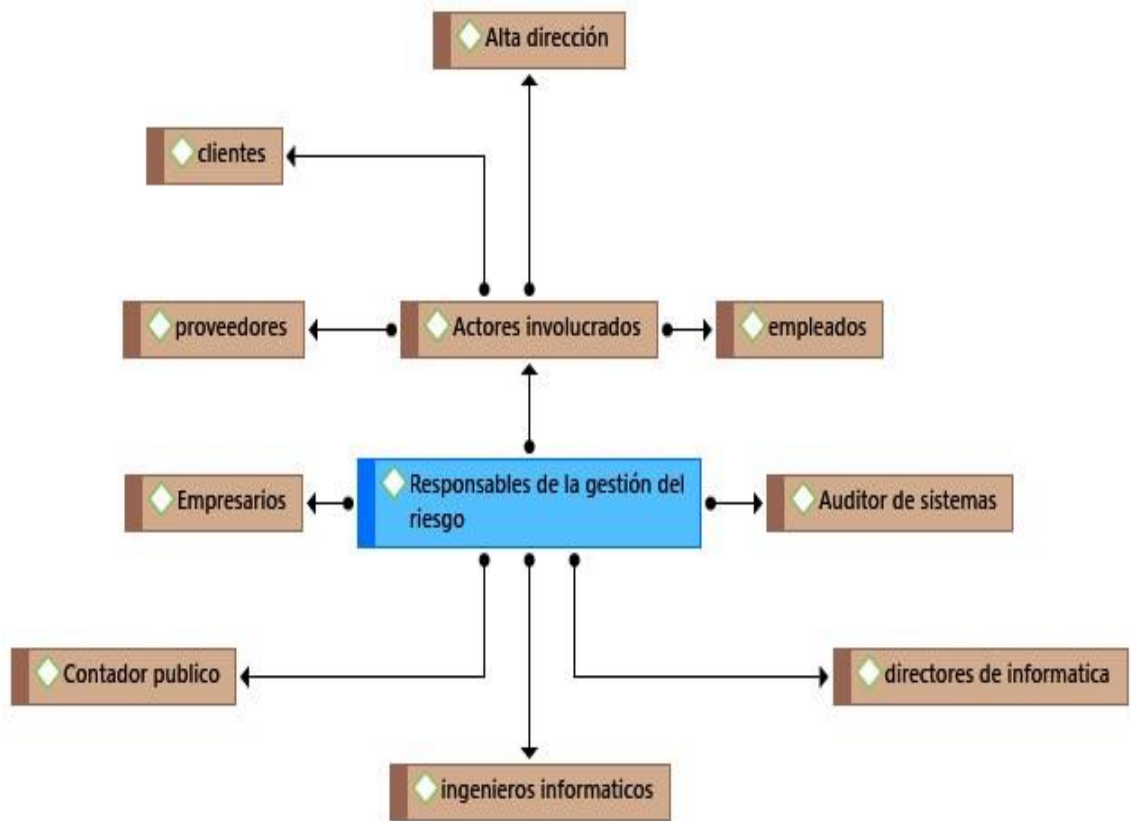 Alta dirección
clientes
proveedores
Actores involucrados
empleados
Empresarios
Responsables de la gestión del
riesgo
Auditor de sistemas
Contador publico
directores de informatica
ingenieros informaticos